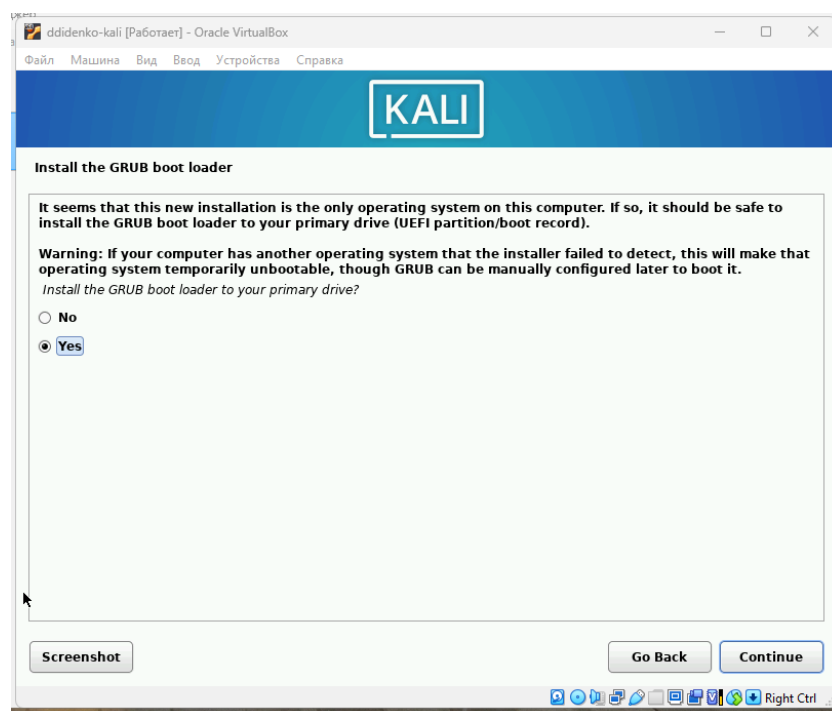 ddidenko-kali [Работает] - Oracle VirtualBox
Файл Машина Вид Ввод Устройства Справка
KALI
Install the GRUB boot loader
It seems that this new installation is the only operating system on this computer. If so, it should be safe to
install the GRUB boot loader to your primary drive (UEFI partition/boot record).
Warning: If your computer has another operating system that the installer failed to detect, this will make that
operating system temporarily unbootable, though GRUB can be manually configured later to boot it.
Install the GRUB boot loader to your primary drive?
No
Yes
Screenshot Go Back Continue
Right Ctrl